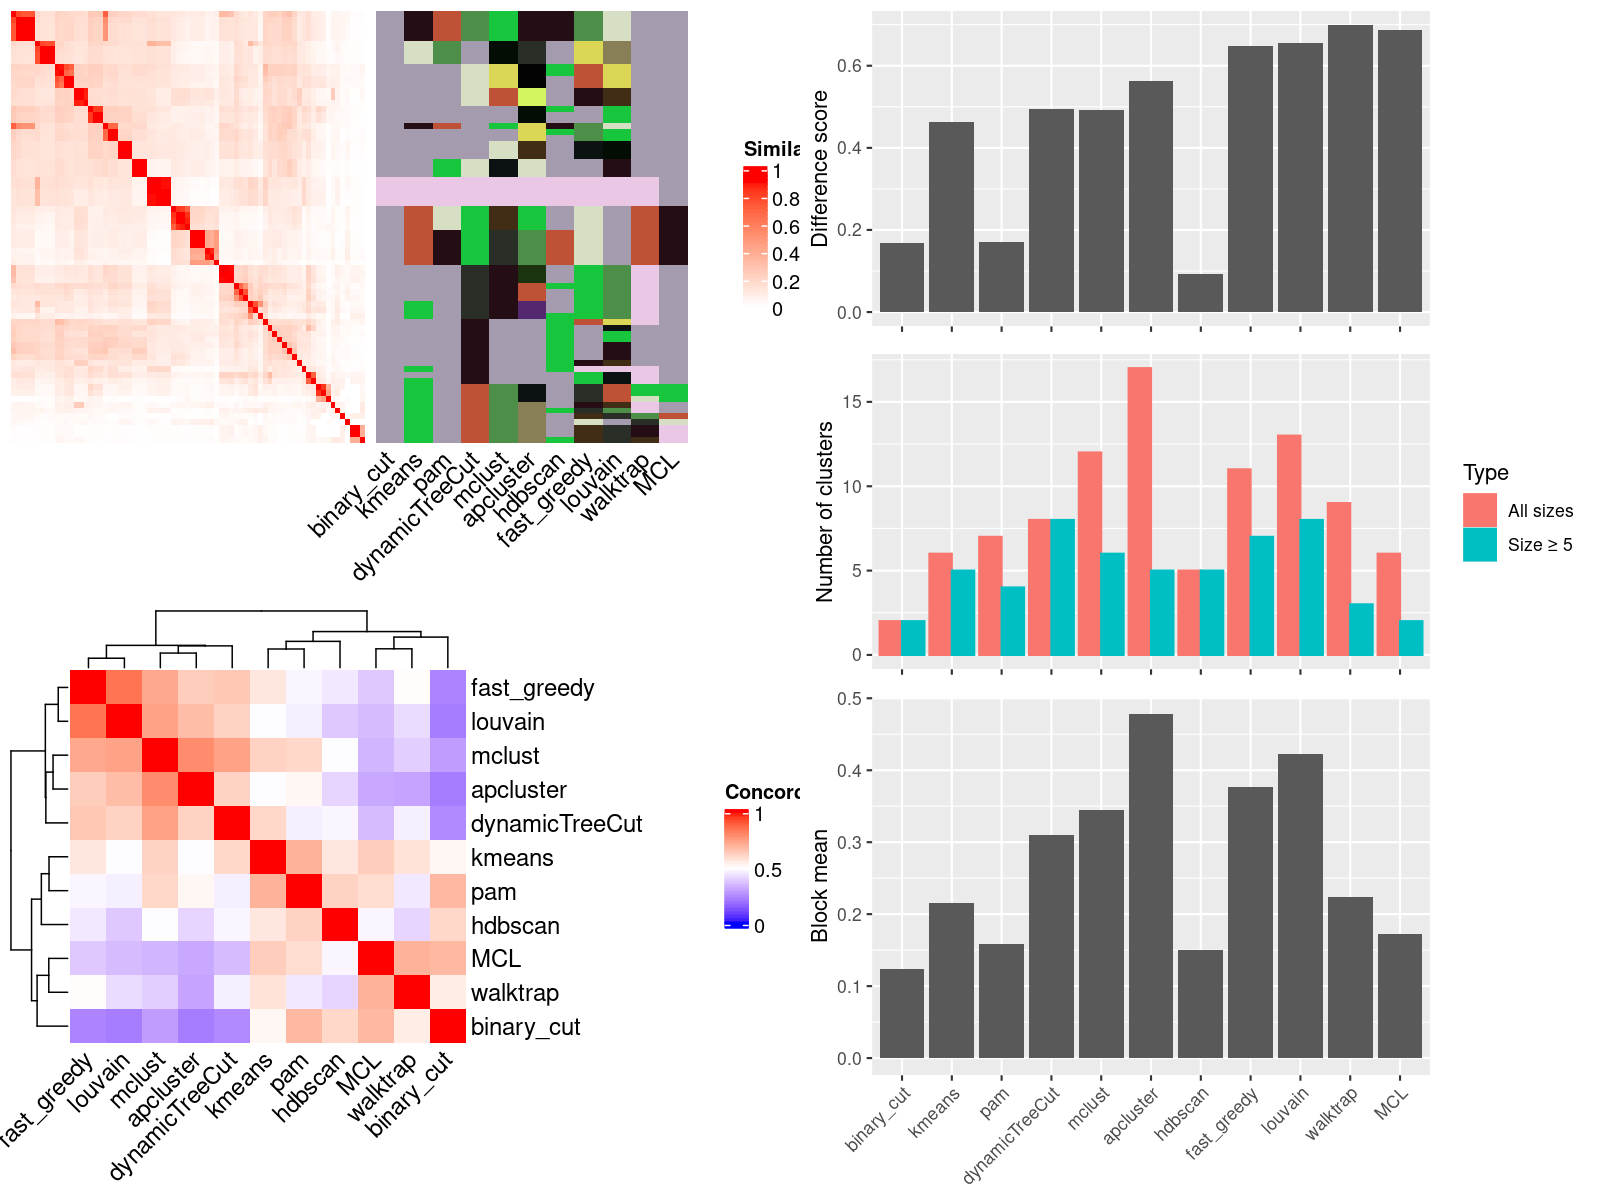 Simila
1
0.8
0.6
0.4
0.2
0
binary_cut
kmeans
pam
dynamicTreeCut
mclust
apcluster
hdbscan
fast_greedy
louvain
walktrap
MCL
Difference score
0.6
0.4
0.2
0.0
Number of clusters
15
10
5
0
Type
All sizes
Size ≥ 5
fast_greedy
louvain
mclust
apcluster
dynamicTreeCut
kmeans
pam
hdbscan
MCL
walktrap
binary_cut
fast_greedy
louvain
mclust
apcluster
dynamicTreeCut
kmeans
pam
hdbscan
MCL
walktrap
binary_cut
Concorc
1
0.5
0
Block mean
0.5
0.4
0.3
0.2
0.1
0.0
binary_cut
kmeans
pam
dynamicTreeCut
mclust
apcluster
hdbscan
fast_greedy
louvain
walktrap
MCL